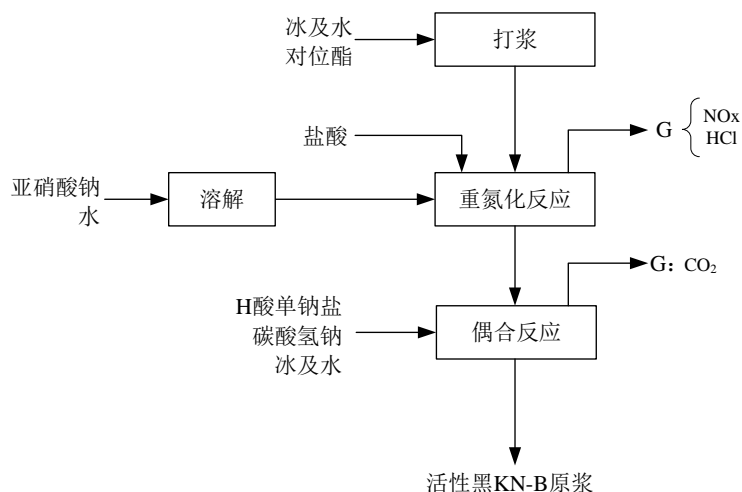 冰及水
对位酯
打浆
盐酸
G
NOx
HCl
亚硝酸钠
水
溶解
重氮化反应
G：CO₂
H酸单钠盐
碳酸氢钠
冰及水
偶合反应
活性黑KN-B原浆